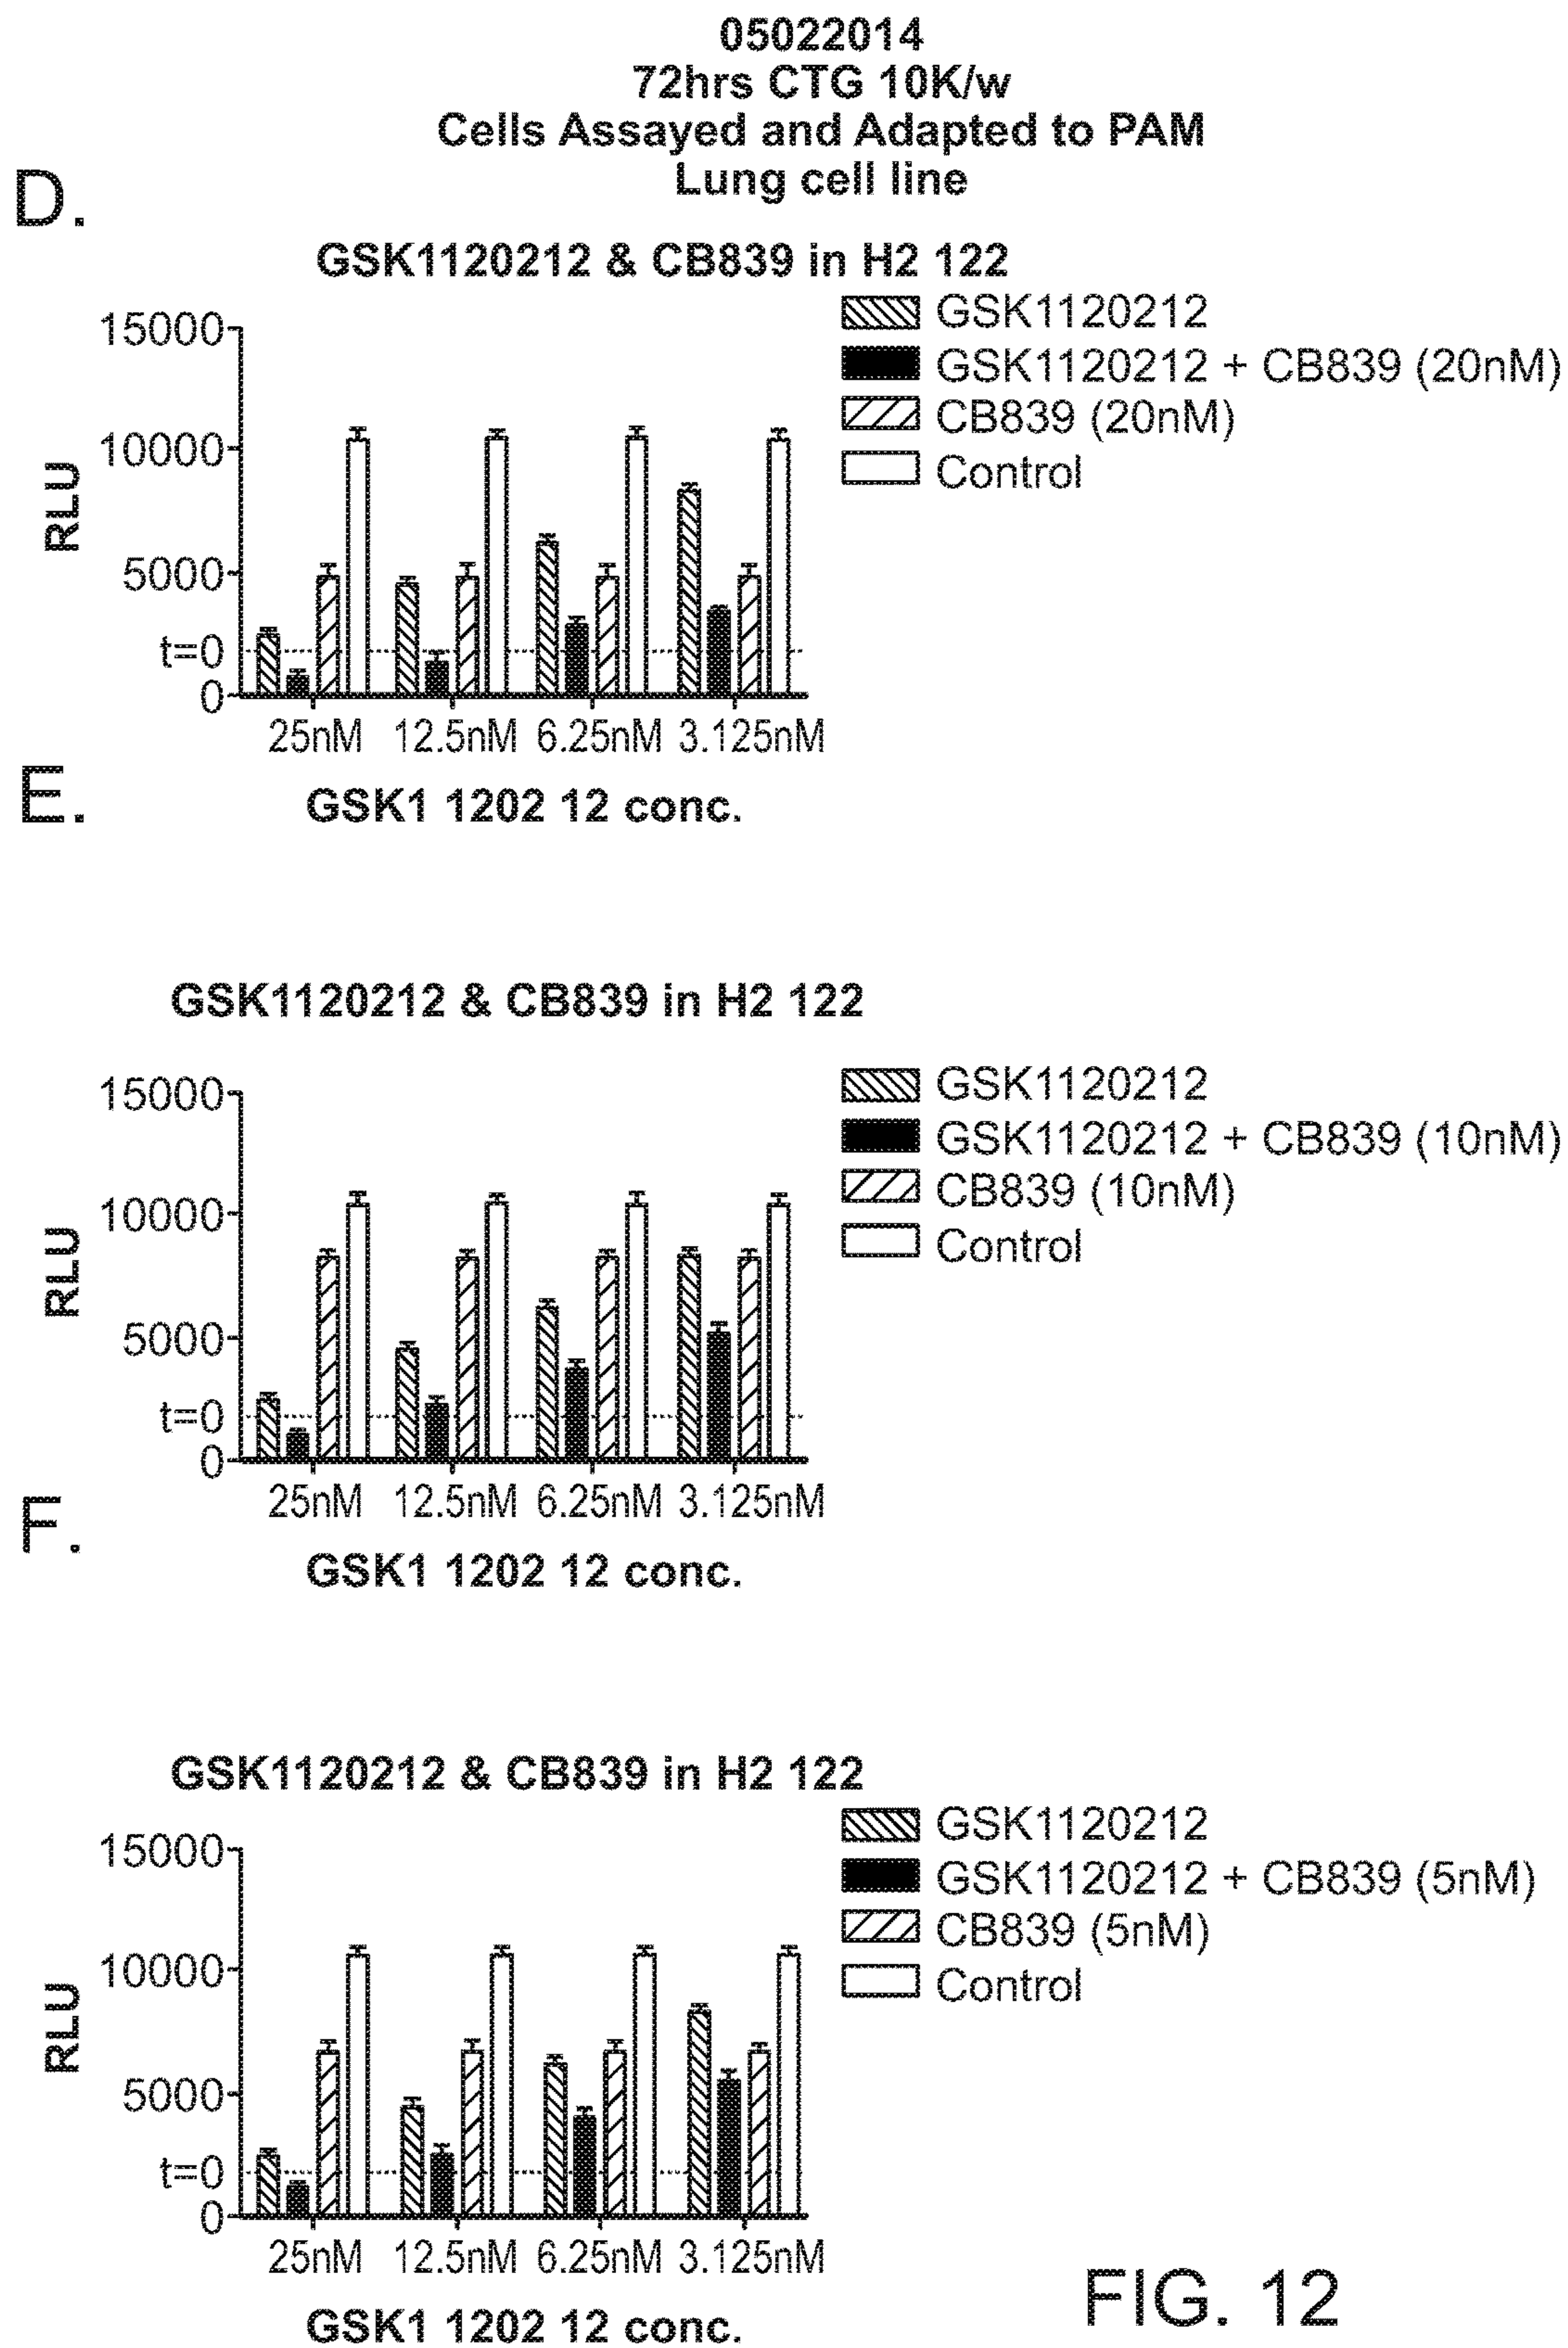 05022014
72hrs CTG 10K/w
Cells Assayed and Adapted to PAM
Lung cell line
D.
GSK1120212 & CB839 in H2 122
GSK1120212
GSK1120212 + CB839 (20nM)
CB839 (20nM)
Control
RLU
15000
10000
5000
t=0
0
25nM 12.5nM 6.25nM 3.125nM
GSK1 1202 12 conc.
E.
GSK1120212 & CB839 in H2 122
GSK1120212
GSK1120212 + CB839 (10nM)
CB839 (10nM)
Control
RLU
15000
10000
5000
t=0
0
25nM 12.5nM 6.25nM 3.125nM
GSK1 1202 12 conc.
F.
GSK1120212 & CB839 in H2 122
GSK1120212
GSK1120212 + CB839 (5nM)
CB839 (5nM)
Control
RLU
15000
10000
5000
t=0
0
25nM 12.5nM 6.25nM 3.125nM
GSK1 1202 12 conc.
FIG. 12